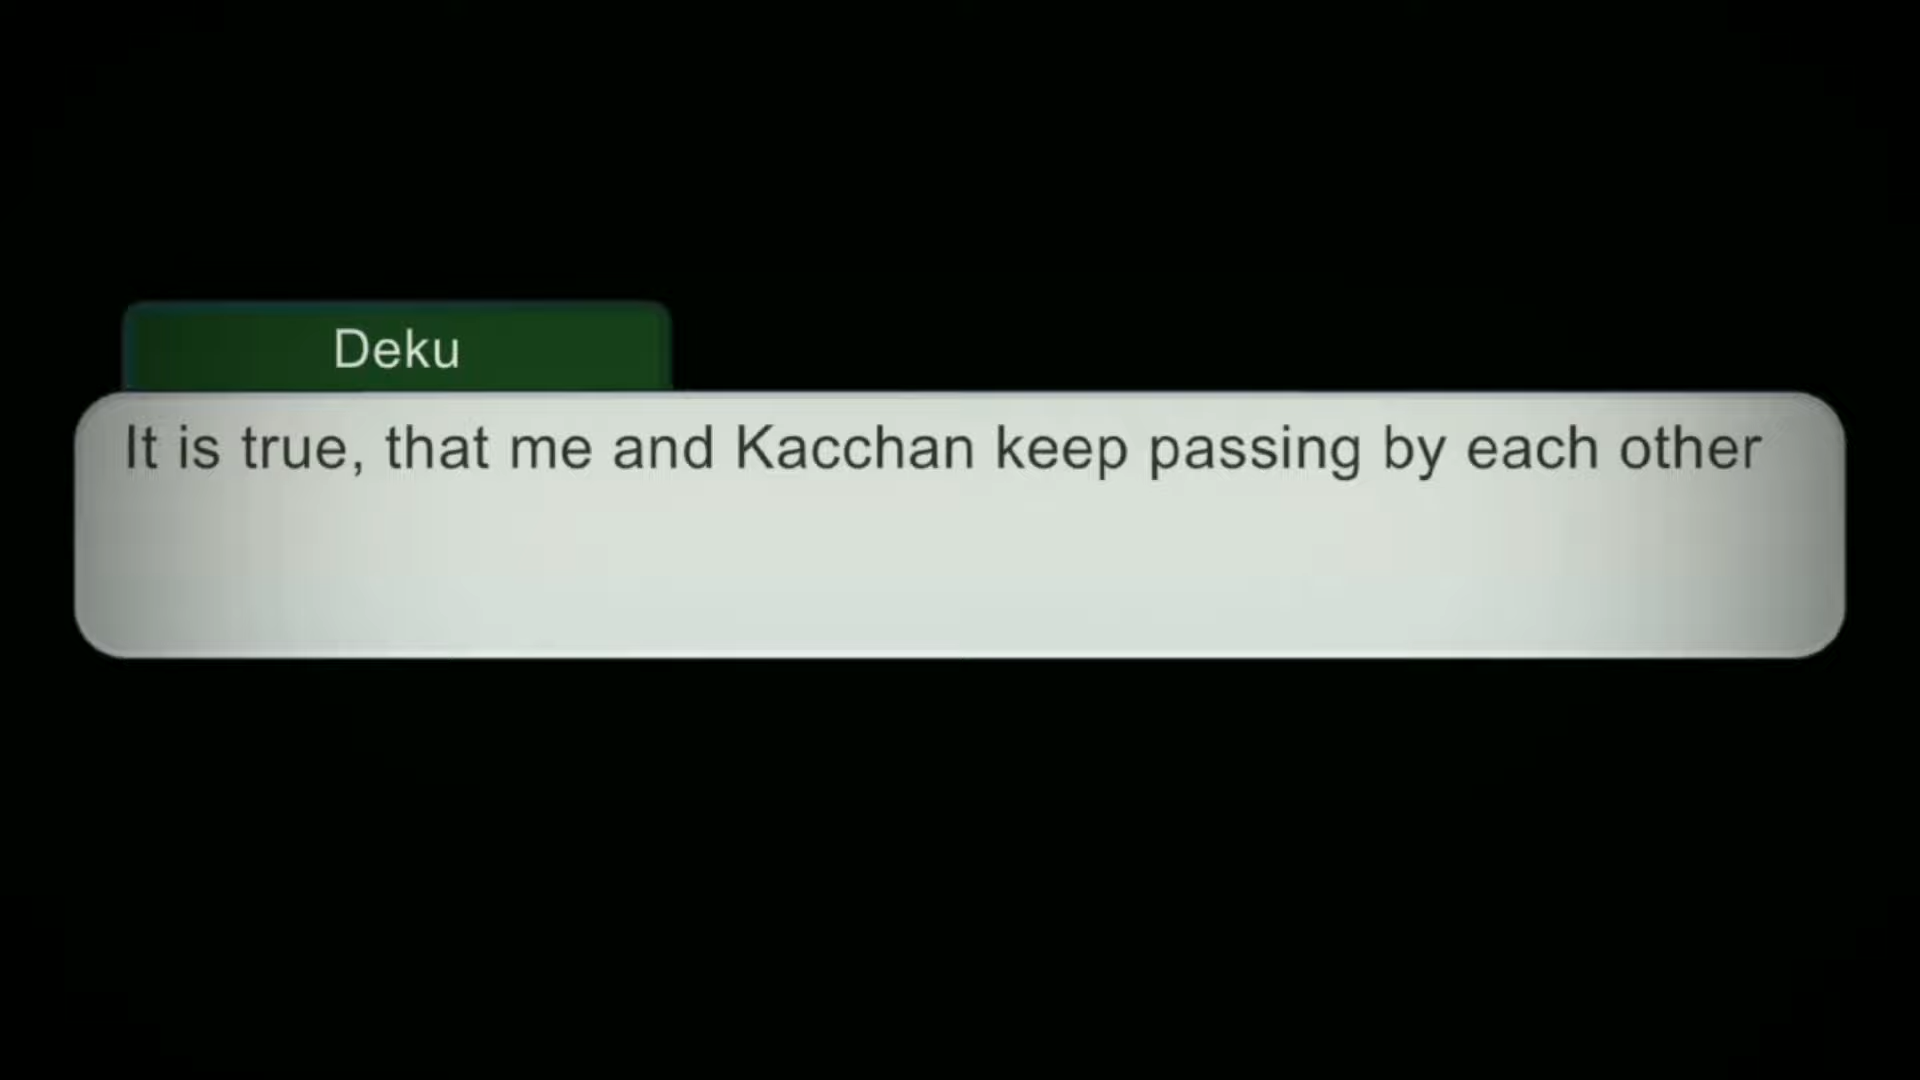 Deku
It is true, that me and Kacchan keep passing by each other